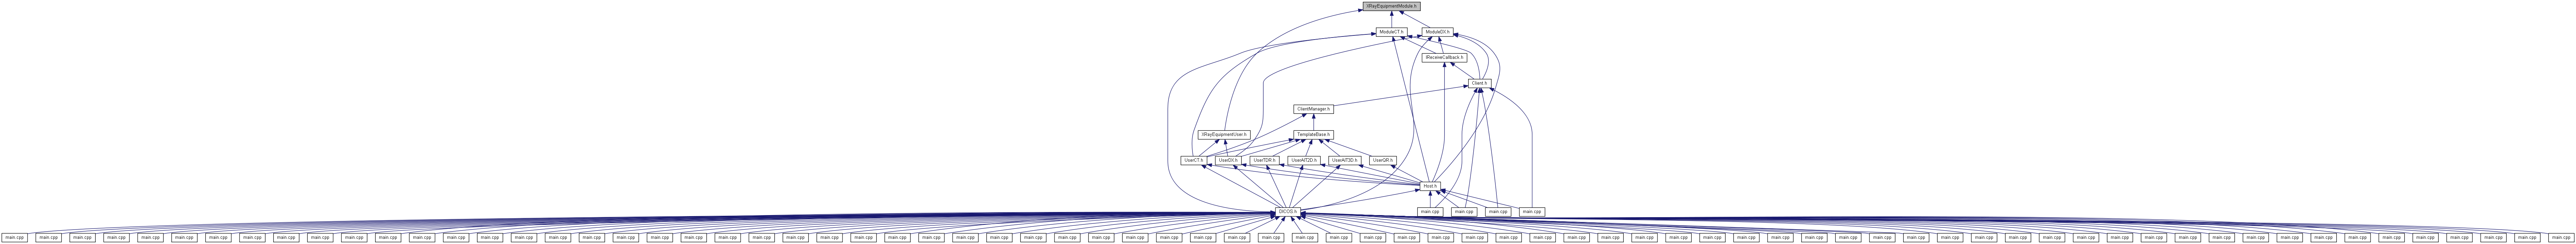 XRayEquipmentModule.h
ModuleCT.h ModuleDX.h
IReceiveCallback.h
Client.h
ClientManager.h
XRayEquipmentUser.h TemplateBase.h
UserCT.h UserDX.h UserTDR.h UserAIT2D.h UserAIT3D.h UserQR.h
Host.h
DICOS.h main.cpp main.cpp main.cpp main.cpp
main.cpp main.cpp main.cpp main.cpp main.cpp main.cpp main.cpp main.cpp main.cpp main.cpp main.cpp main.cpp main.cpp main.cpp main.cpp main.cpp main.cpp main.cpp main.cpp main.cpp main.cpp main.cpp main.cpp main.cpp main.cpp main.cpp main.cpp main.cpp main.cpp main.cpp main.cpp main.cpp main.cpp main.cpp main.cpp main.cpp main.cpp main.cpp main.cpp main.cpp main.cpp main.cpp main.cpp main.cpp main.cpp main.cpp main.cpp main.cpp main.cpp main.cpp main.cpp main.cpp main.cpp main.cpp main.cpp main.cpp main.cpp main.cpp main.cpp main.cpp main.cpp main.cpp main.cpp main.cpp main.cpp main.cpp main.cpp main.cpp main.cpp main.cpp main.cpp main.cpp main.cpp main.cpp main.cpp main.cpp